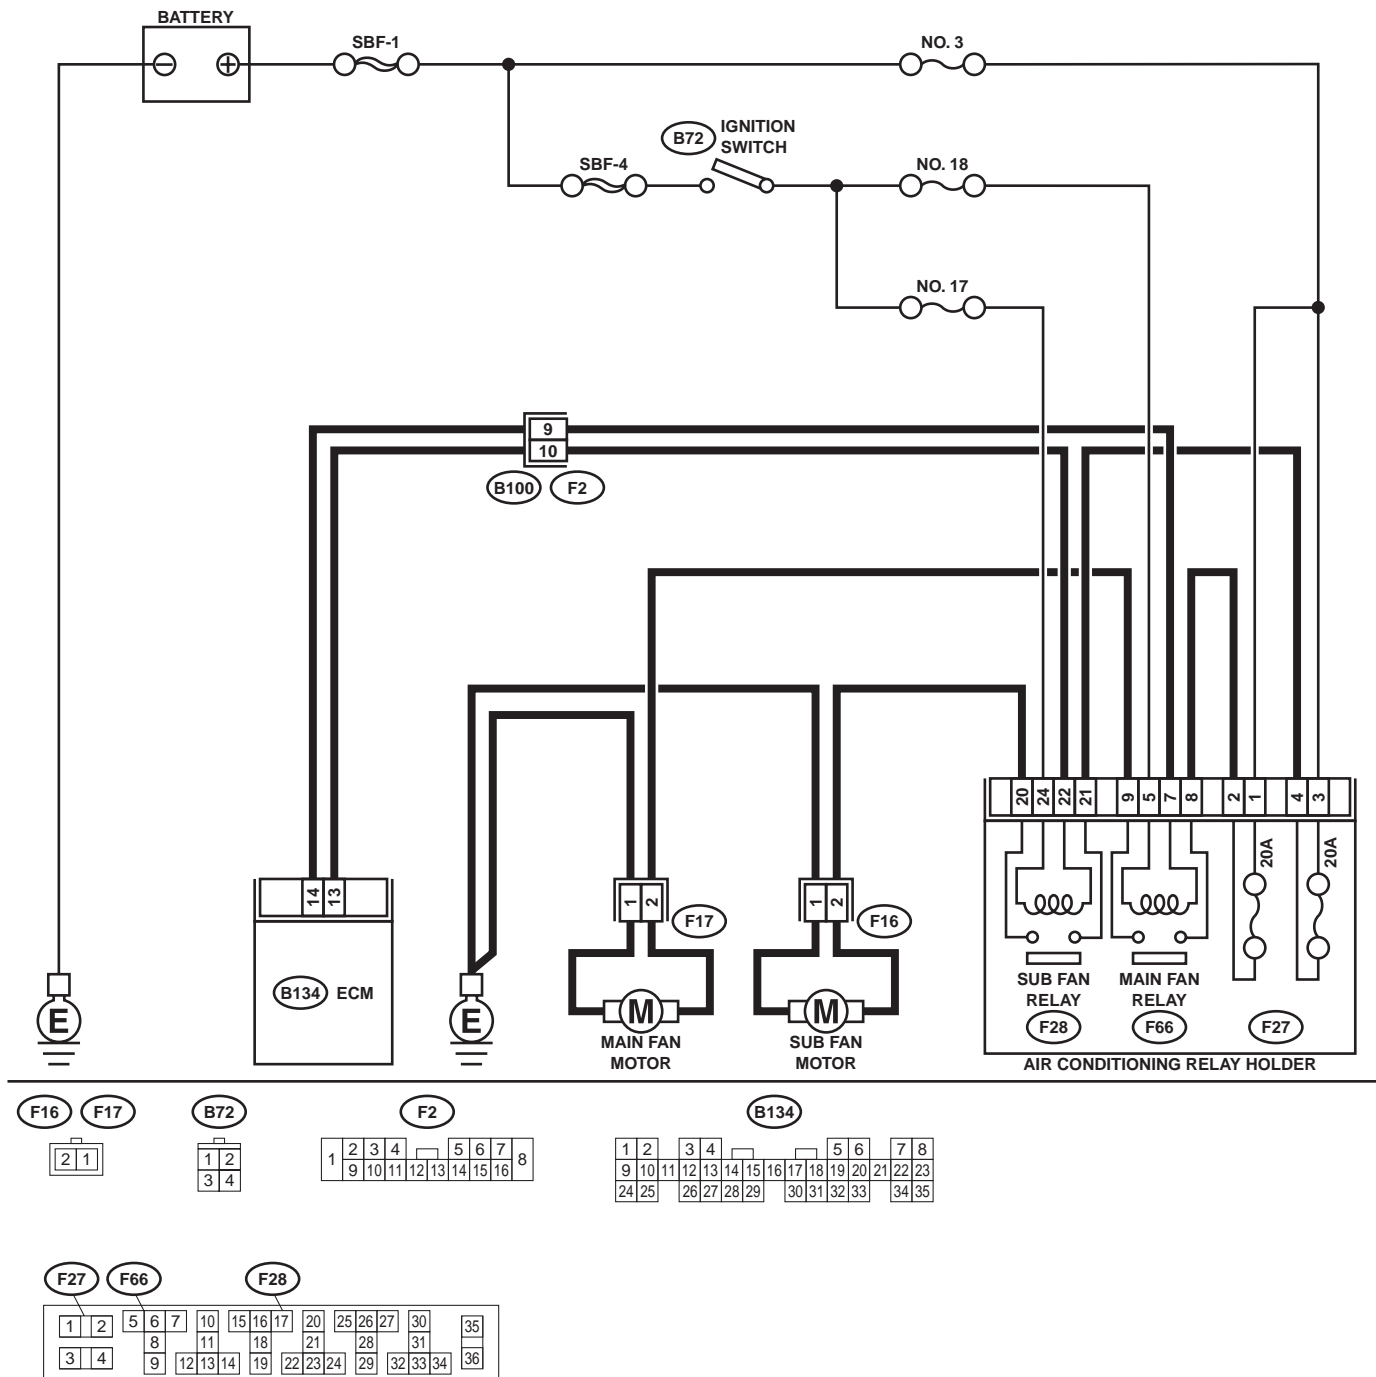 BATTERY
SBF-1
NO. 3
B72
IGNITION
SWITCH
SBF-4
NO. 18
NO. 17
9
10
B100 F2
20 24 22 21 9 5 7 8 2 1 4 3
20A 20A
14 13
1 2
F17
1 2
F16
B134 ECM
E
E
M
MAIN FAN
MOTOR
M
SUB FAN
MOTOR
SUB FAN
RELAY
MAIN FAN
RELAY
F28 F66 F27
AIR CONDITIONING RELAY HOLDER
F16 F17 B72 F2 B134
2 1
1 2
3 4
1 2 3 4 5 6 7 8
9 10 11 12 13 14 15 16
1 2 3 4 5 6 7 8
9 10 11 12 13 14 15 16 17 18 19 20 21 22 23
24 25 26 27 28 29 30 31 32 33 34 35
F27 F66 F28
1 2 5 6 7 10 15 16 17 20 25 26 27 30 35
8 11 18 21 28 31
3 4 9 12 13 14 19 22 23 24 29 32 33 34 36